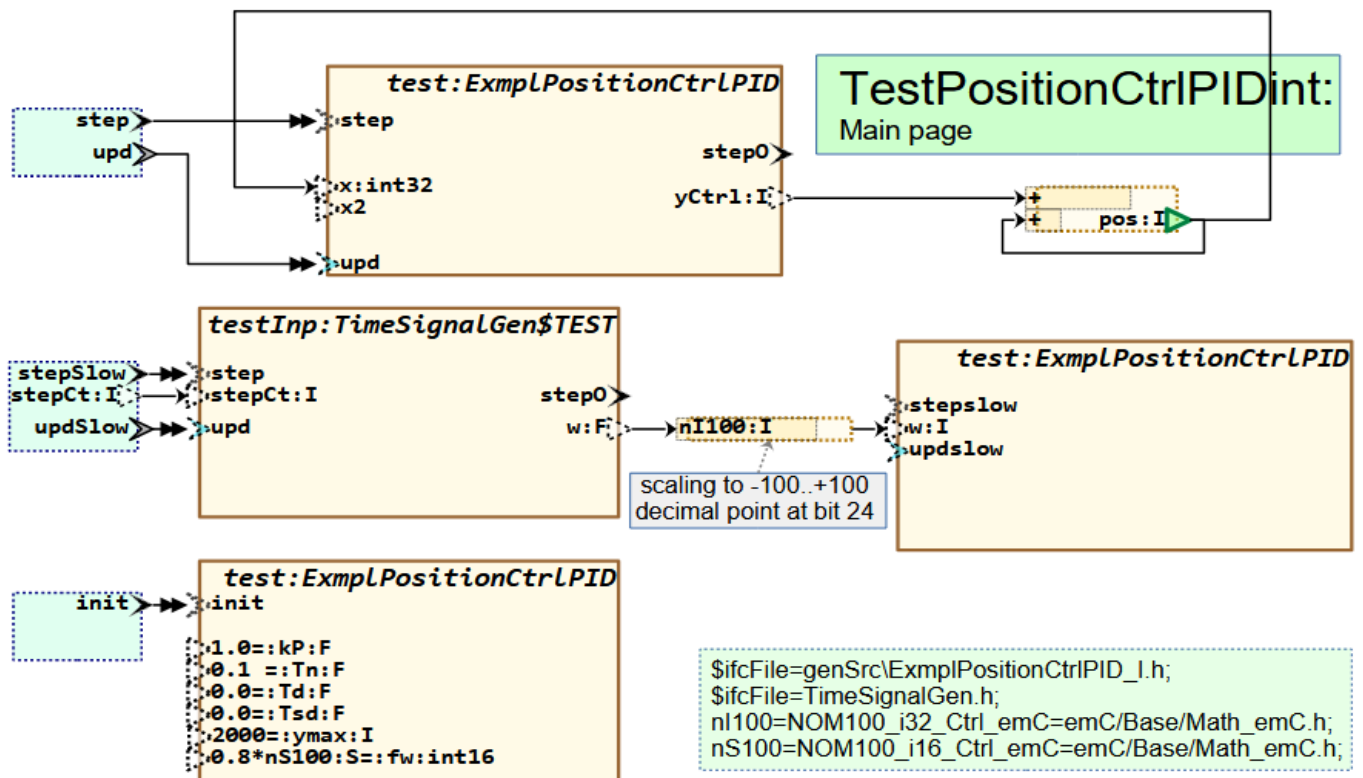 test:ExmplPositionCtrlPID
TestPositionCtrlPIDint:
Main page
step
upd
step
stepO
x:int32
x2
yCtrl:I
upd
+
+
pos:I
testInp:TimeSignalGen$TEST
test:ExmplPositionCtrlPID
stepSlow
stepCt:I
updSlow
step
stepCt:I
upd
stepO
w:F
nI100:I
stepslow
w:I
updslow
scaling to -100..+100
decimal point at bit 24
test:ExmplPositionCtrlPID
init
init
1.0=:kP:F
0.1 =:Tn:F
0.0=:Td:F
0.0=:Tsd:F
2000=:ymax:I
0.8*nS100:S=:fw:int16
$ifcFile=genSrc\ExmplPositionCtrlPID_I.h;
$ifcFile=TimeSignalGen.h;
nI100=NOM100_i32_Ctrl_emC=emC/Base/Math_emC.h;
nS100=NOM100_i16_Ctrl_emC=emC/Base/Math_emC.h;